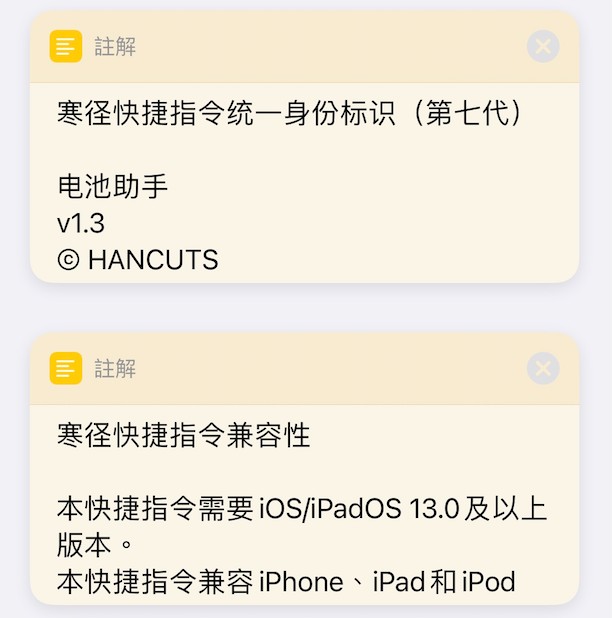 註解
寒径快捷指令统一身份标识（第七代）
电池助手
v1.3
© HANCUTS
註解
寒径快捷指令兼容性
本快捷指令需要 iOS/iPadOS 13.0 及以上
版本。
本快捷指令兼容 iPhone、iPad 和 iPod